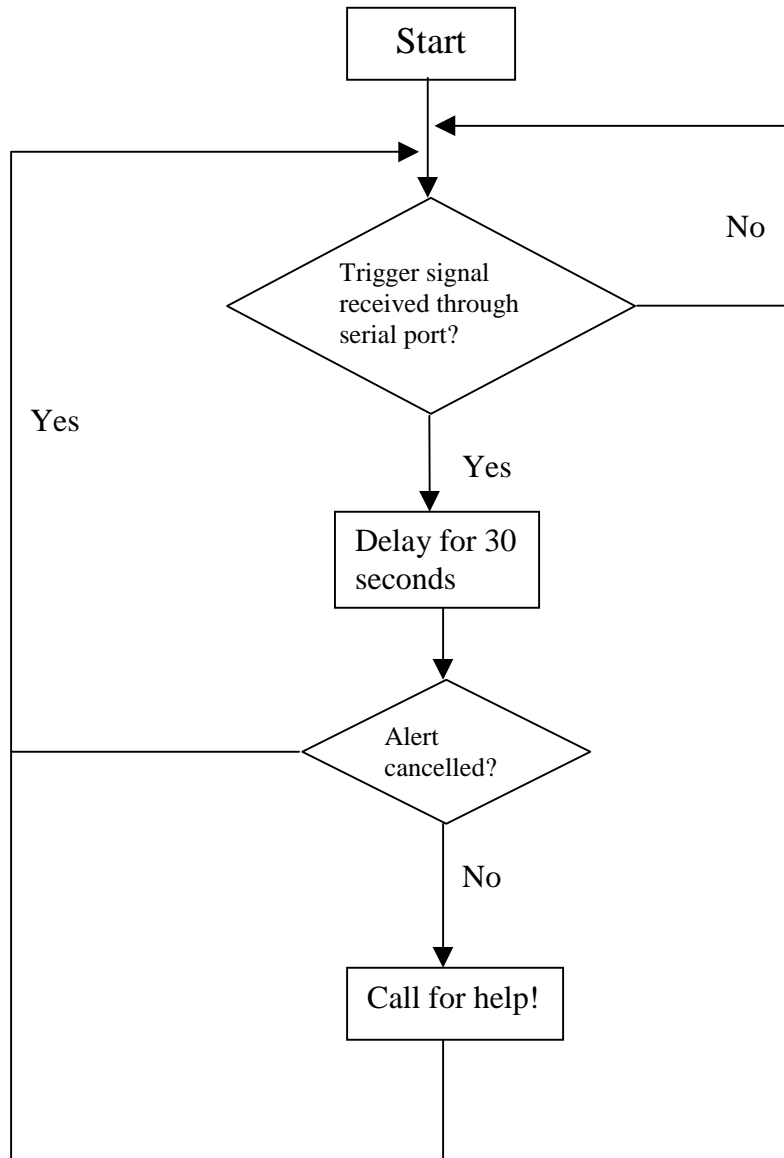 Start
No
Trigger signal
received through
serial port?
Yes
Yes
Delay for 30
seconds
Alert
cancelled?
No
Call for help!